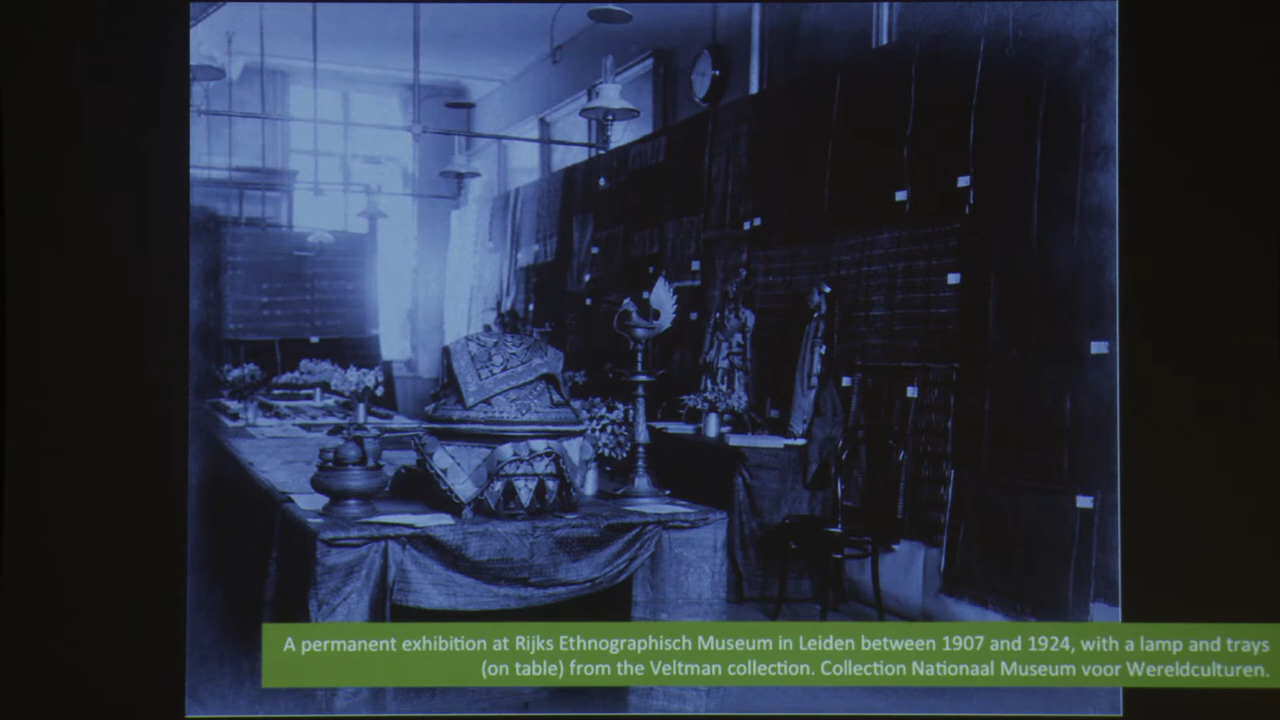 A permanent exhibition at Rijks Ethnographisch Museum in Leiden between 1907 and 1924, with a lamp and trays
(on table) from the Veltman collection. Collection Nationaal Museum voor Wereldculturen.